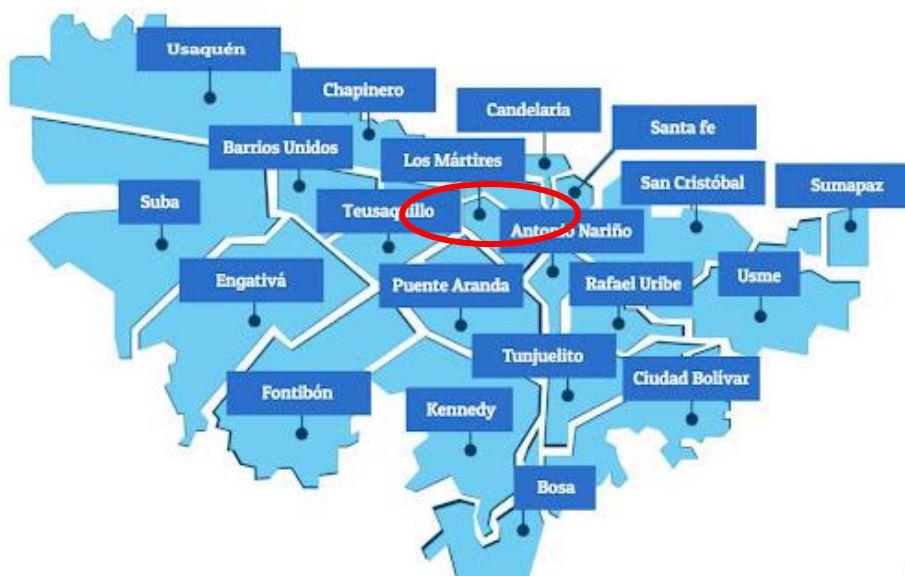 Usaquén
Chapinero
Candelaria
Santa fe
Barrios Unidos
Los Mártires
San Cristóbal
Sumapaz
Suba
Teusaquillo
Antonio Nariño
Engativá
Puente Aranda
Rafael Uribe
Usme
Tunjuelito
Ciudad Bolívar
Fontibón
Kennedy
Bosa